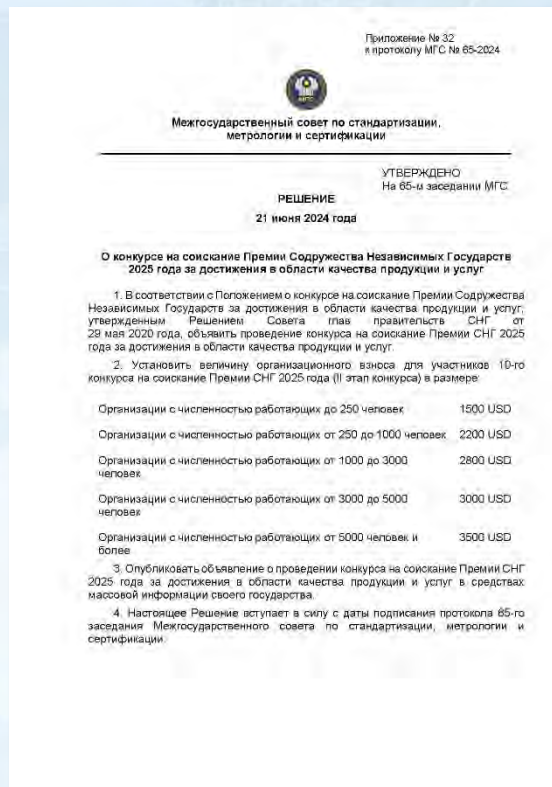 Приложение № 32
к протоколу МГС № 65-2024
МГС
Межгосударственный совет по стандартизации,
метрологии и сертификации
УТВЕРЖДЕНО
На 65-м заседании МГС
РЕШЕНИЕ
21 июня 2024 года
О конкурсе на соискание Премии Содружества Независимых Государств
2025 года за достижения в области качества продукции и услуг
1. В соответствии с Положением о конкурсе на соискание Премии Содружества
Независимых Государств за достижения в области качества продукции и услуг,
утвержденным Решением Совета глав правительств СНГ от
29 мая 2020 года, объявить проведение конкурса на соискание Премии СНГ 2025
года за достижения в области качества продукции и услуг.
2. Установить величину организационного взноса для участников 10-го
конкурса на соискание Премии СНГ 2025 года (II этап конкурса) в размере:
Организации с численностью работающих до 250 человек 1500 USD
Организации с численностью работающих от 250 до 1000 человек 2200 USD
Организации с численностью работающих от 1000 до 3000 2800 USD
человек
Организации с численностью работающих от 3000 до 5000 3000 USD
человек
Организации с численностью работающих от 5000 человек и 3500 USD
более
3. Опубликовать объявление о проведении конкурса на соискание Премии СНГ
2025 года за достижения в области качества продукции и услуг в средствах
массовой информации своего государства.
4. Настоящее Решение вступает в силу с даты подписания протокола 65-го
заседания Межгосударственного совета по стандартизации, метрологии и
сертификации.